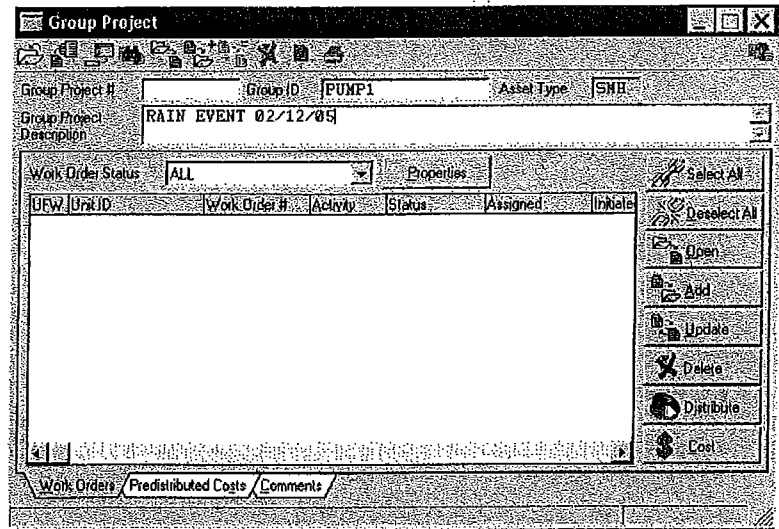 Group Project
Group Project # Group ID PUMP1 Asset Type SMH
Group Project Description RAIN EVENT 02/12/05
Work Order Status ALL Properties
UFW Unit ID Work Order # Activity Status Assigned Initiate
Select All
Deselect All
Open
Add
Update
Delete
Distribute
Cost
Work Orders Predistributed Costs Comments